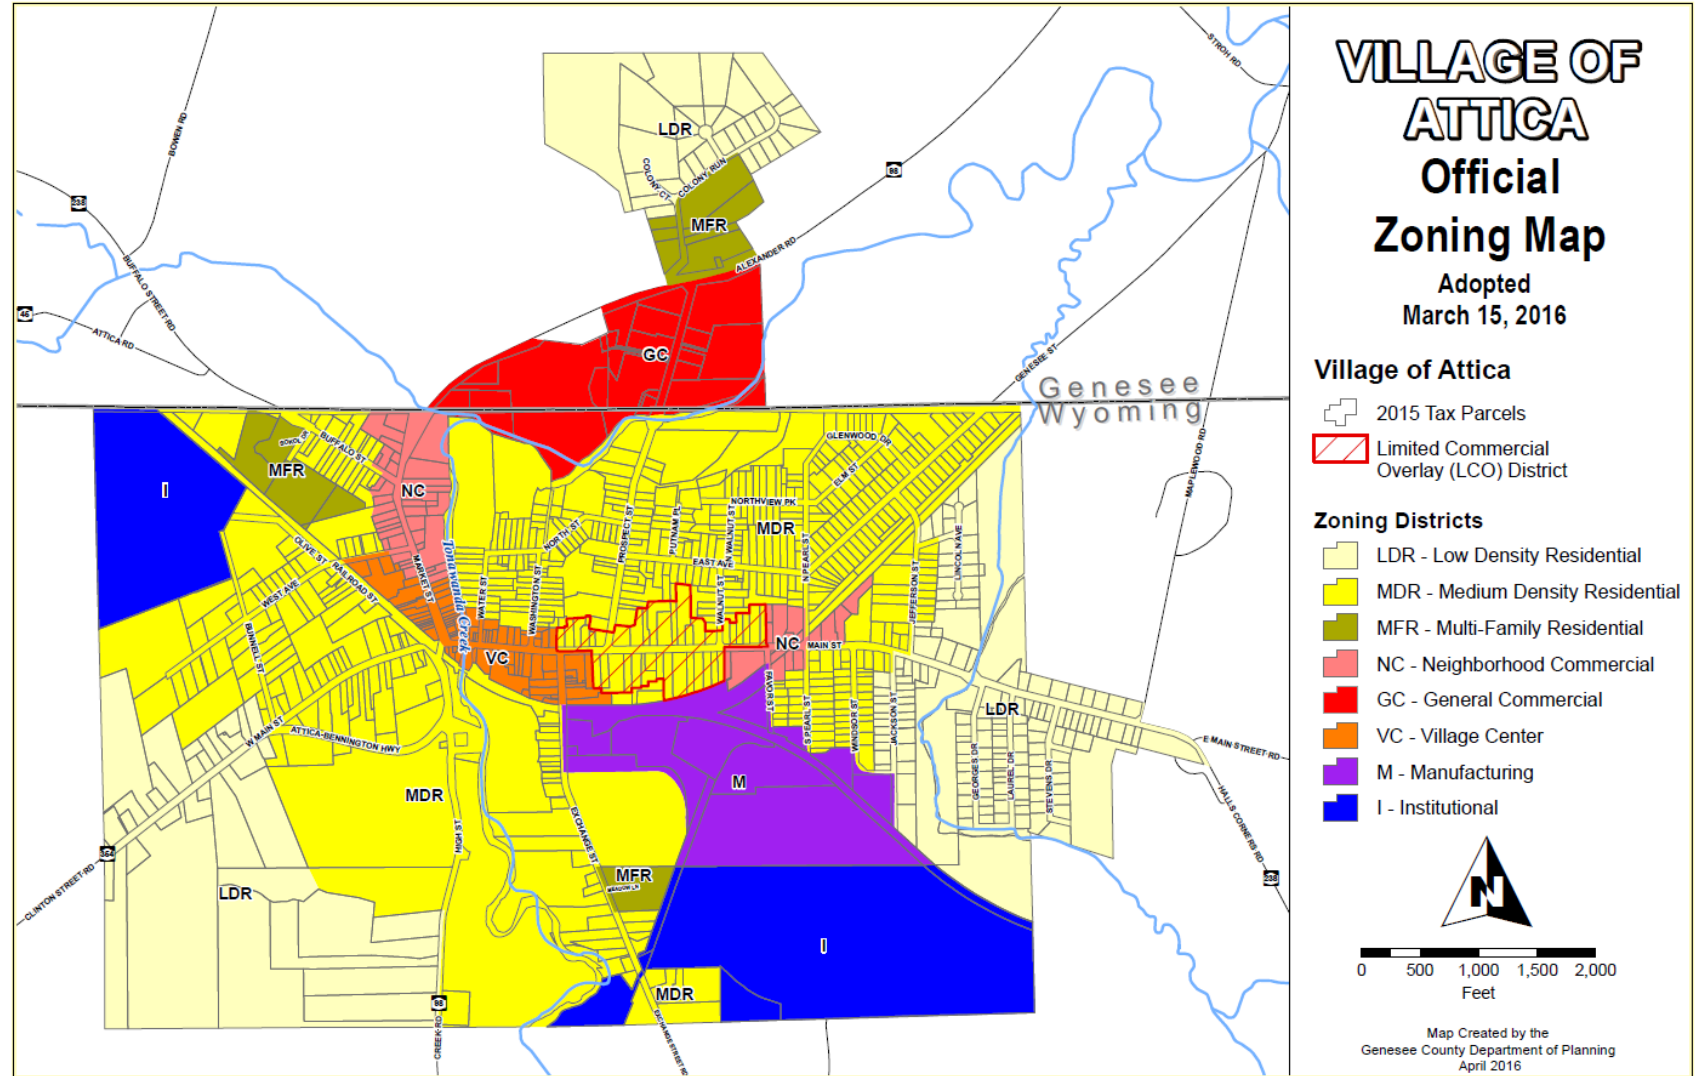 VILLAGE OF
ATTICA
Official
Zoning Map
Adopted
March 15, 2016
Village of Attica
2015 Tax Parcels
Limited Commercial
Overlay (LCO) District
Zoning Districts
LDR - Low Density Residential
MDR - Medium Density Residential
MFR - Multi-Family Residential
NC - Neighborhood Commercial
GC - General Commercial
VC - Village Center
M - Manufacturing
I - Institutional
N
0 500 1,000 1,500 2,000
Feet
Map Created by the
Genesee County Department of Planning
April 2016
STROH RD
BOWEN RD
LDR
COLONY CT
COLONY RUN
98
238
MFR
ALEXANDER RD
BUFFALO STREET RD
46
ATTICA RD
GC
GENESEE ST
Genesee
Wyoming
MAPLEWOOD RD
SOKOL DR
BUFFALO ST
MFR
I
NC
GLENWOOD DR
ELM ST
NORTHVIEW PK
MDR
NORTH ST
PROSPECT ST
PUTNAM PL
N WALNUT ST
EAST AVE
N PEARL ST
LINCOLN AVE
JEFFERSON ST
OLIVE ST
RAILROAD ST
WEST AVE
MARKET ST
Tonawanda Creek
WATER ST
WASHINGTON ST
WALNUT ST
BUNNELL ST
VC
NC
MAIN ST
FAVOR ST
S PEARL ST
WINDSOR ST
JACKSON ST
LDR
W MAIN ST
ATTICA-BENNINGTON HWY
E MAIN STREET RD
GEORGES DR
LAUREL DR
STEVENS DR
HALLS CORNERS RD
M
MDR
HIGH ST
EXCHANGE ST
354
CLINTON STREET RD
MFR
MEADOW LN
238
LDR
I
MDR
98
CREEK RD
EXCHANGE STREET RD